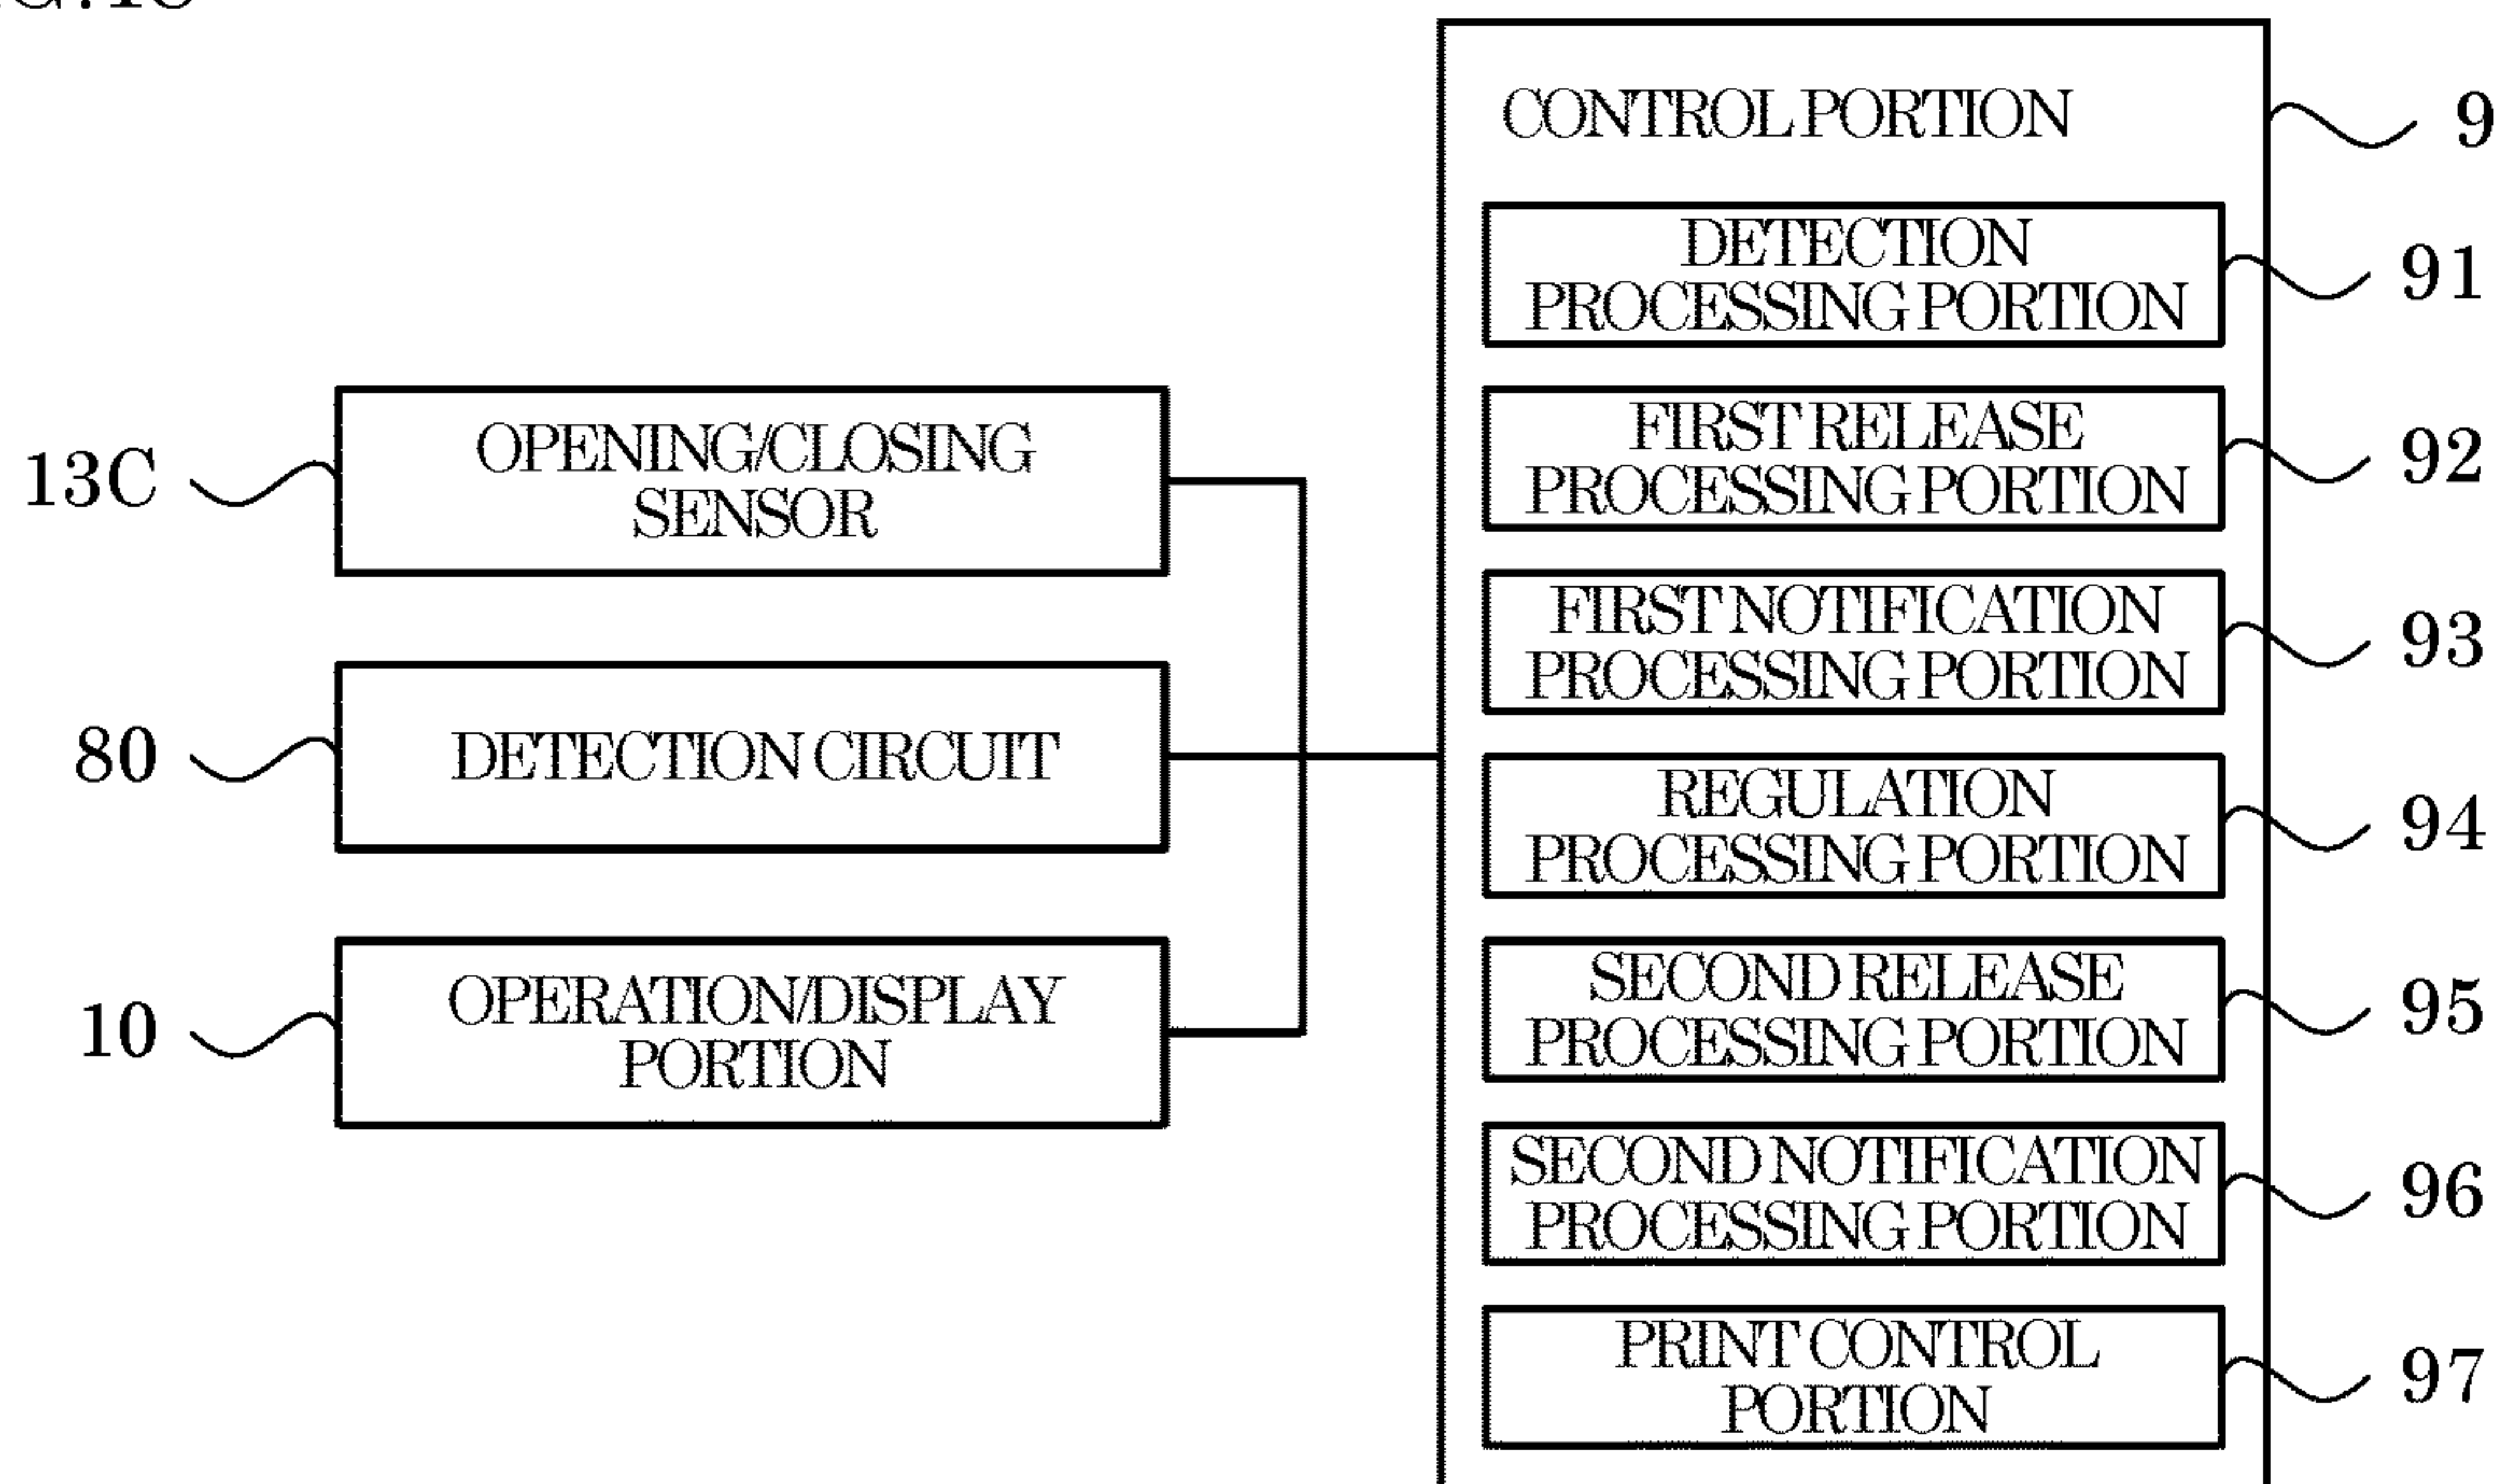 CONTROL PORTION
9
DETECTION
PROCESSING PORTION
91
FIRST RELEASE
PROCESSING PORTION
92
FIRST NOTIFICATION
PROCESSING PORTION
93
REGULATION
PROCESSING PORTION
94
SECOND RELEASE
PROCESSING PORTION
95
SECOND NOTIFICATION
PROCESSING PORTION
96
PRINT CONTROL
PORTION
97
13C
OPENING/CLOSING
SENSOR
80
DETECTION CIRCUIT
10
OPERATION/DISPLAY
PORTION